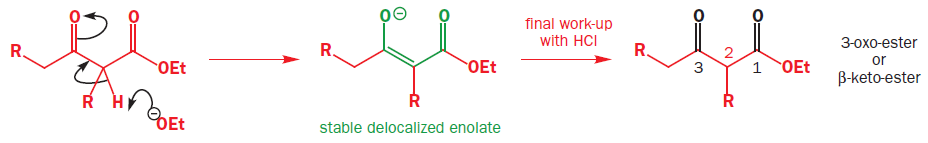 O O
R OEt
R H
⊖OEt
O⊖ O
R OEt
R
stable delocalized enolate
final work-up
with HCl
O O
R 3 2 1 OEt
R
3-oxo-ester
or
β-keto-ester